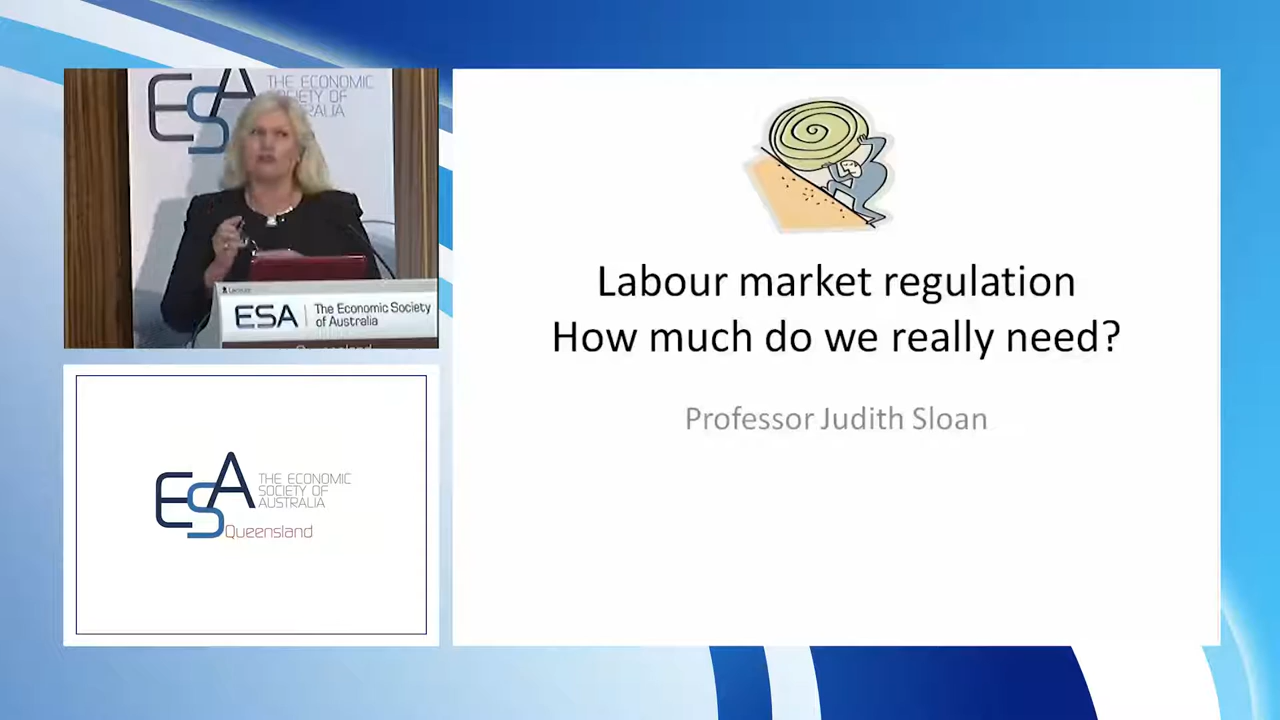 ESA
THE ECONOMIC
SOCIETY OF
AUSTRALIA
ESA
The Economic Society
of Australia
Queensland
Labour market regulation
How much do we really need?
Professor Judith Sloan
ESA
THE ECONOMIC
SOCIETY OF
AUSTRALIA
Queensland